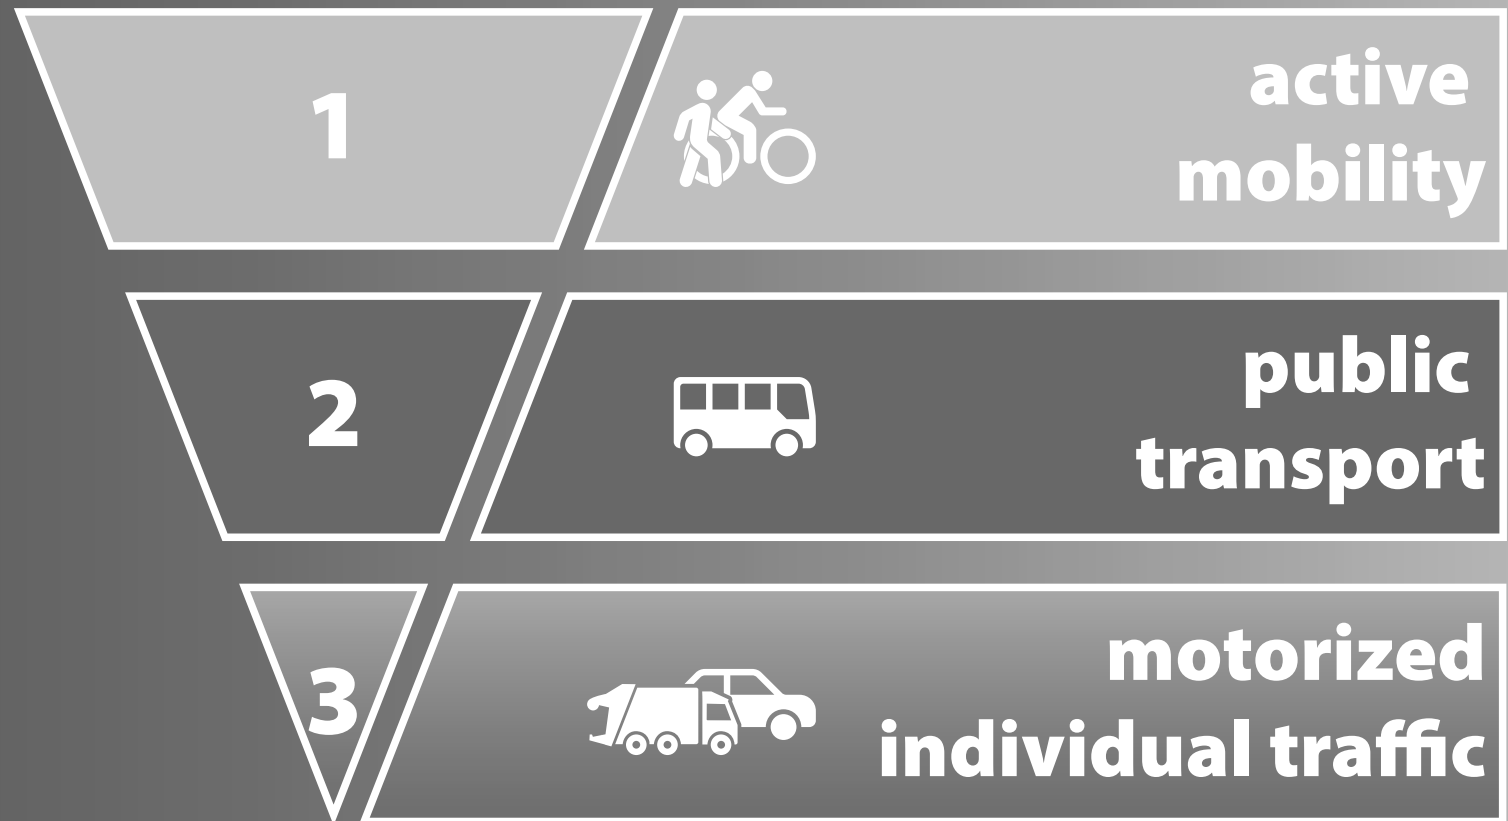 1
active
mobility
2
public
transport
3
motorized
individual traffic